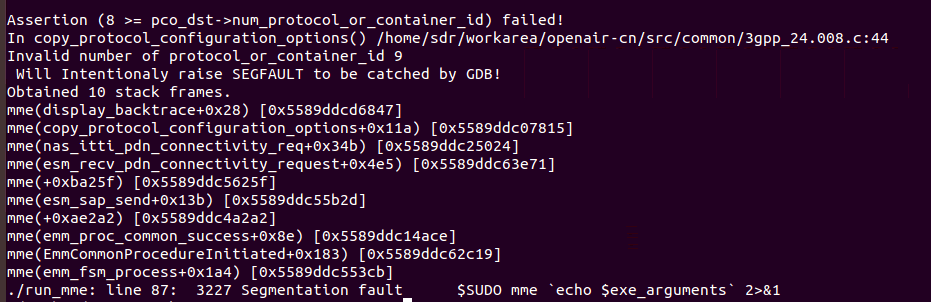 Assertion (8 >= pco_dst->num_protocol_or_container_id) failed!
In copy_protocol_configuration_options() /home/sdr/workarea/openair-cn/src/common/3gpp_24.008.c:44
Invalid number of protocol_or_container_id 9
 Will Intentionaly raise SEGFAULT to be catched by GDB!
Obtained 10 stack frames.
mme(display_backtrace+0x28) [0x5589ddcd6847]
mme(copy_protocol_configuration_options+0x11a) [0x5589ddc07815]
mme(nas_itti_pdn_connectivity_req+0x34b) [0x5589ddc25024]
mme(esm_recv_pdn_connectivity_request+0x4e5) [0x5589ddc63e71]
mme(+0xba25f) [0x5589ddc5625f]
mme(esm_sap_send+0x13b) [0x5589ddc55b2d]
mme(+0xae2a2) [0x5589ddc4a2a2]
mme(emm_proc_common_success+0x8e) [0x5589ddc14ace]
mme(EmmCommonProcedureInitiated+0x183) [0x5589ddc62c19]
mme(emm_fsm_process+0x1a4) [0x5589ddc553cb]
./run_mme: line 87:  3227 Segmentation fault      $SUDO mme `echo $exe_arguments` 2>&1